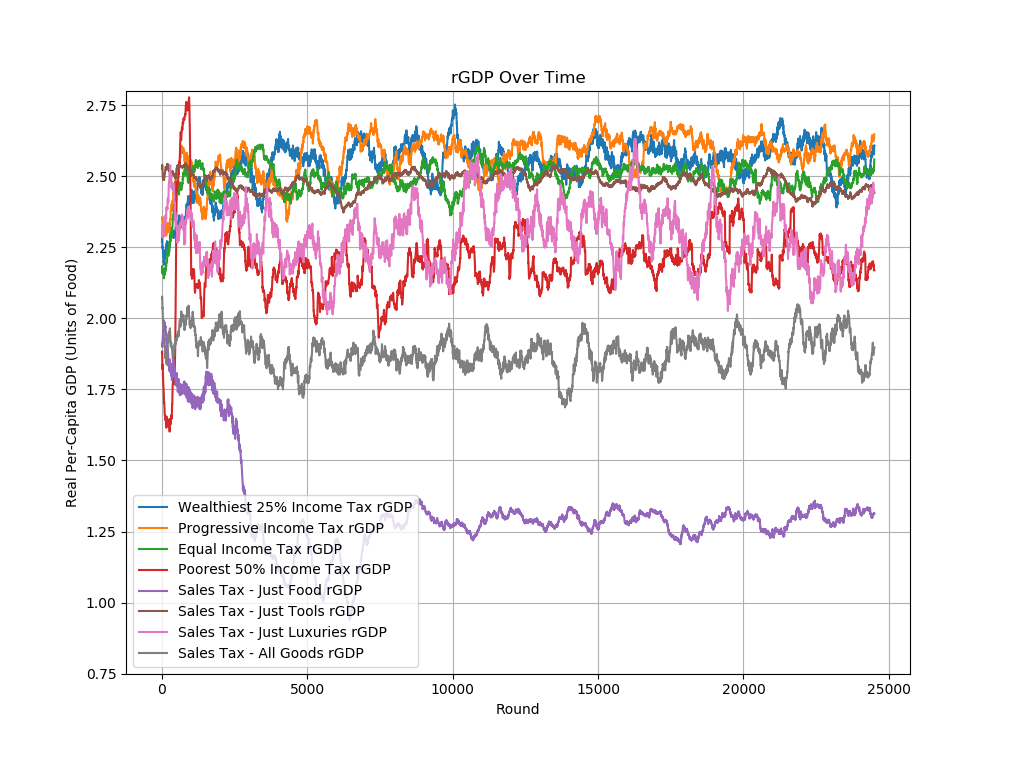 rGDP Over Time
Real Per-Capita GDP (Units of Food)
2.75
2.50
2.25
2.00
1.75
1.50
1.25
1.00
0.75
Wealthiest 25% Income Tax rGDP
Progressive Income Tax rGDP
Equal Income Tax rGDP
Poorest 50% Income Tax rGDP
Sales Tax - Just Food rGDP
Sales Tax - Just Tools rGDP
Sales Tax - Just Luxuries rGDP
Sales Tax - All Goods rGDP
0 5000 10000 15000 20000 25000
Round